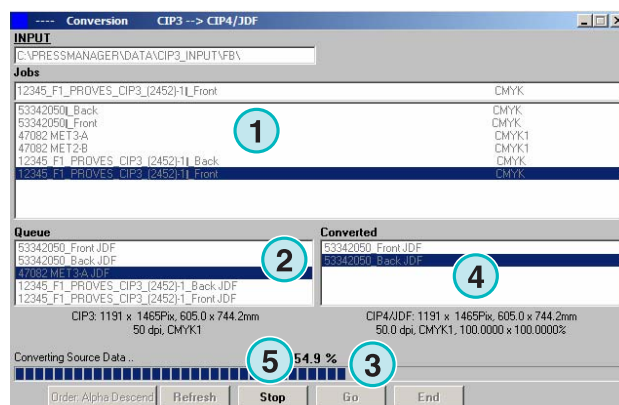 ---- Conversion CIP3 --> CIP4/JDF
INPUT
C:\PRESSMANAGER\DATA\CIP3_INPUT\FB\
Jobs
12345_F1_PROVES_CIP3_(2452)-1|_Front CMYK
53342050|_Back CMYK
53342050|_Front CMYK
47082 MET3-A CMYK1
47082 MET2-B CMYK1
12345_F1_PROVES_CIP3_(2452)-1|_Back CMYK
12345_F1_PROVES_CIP3_(2452)-1|_Front CMYK
1
Queue
53342050_Front JDF
53342050_Back JDF
47082 MET3-A JDF
12345_F1_PROVES_CIP3_(2452)-1_Back JDF
12345_F1_PROVES_CIP3_(2452)-1_Front JDF
2
Converted
53342050_Front JDF
53342050_Back JDF
4
CIP3: 1191 x 1465Pix, 605.0 x 744.2mm
50 dpi, CMYK1
CIP4/JDF: 1191 x 1465Pix, 605.0 x 744.2mm
50.0 dpi, CMYK1, 100.0000 x 100.0000%
Converting Source Data .. 54.9 %
5
3
Order: Alpha Descend Refresh Stop Go End